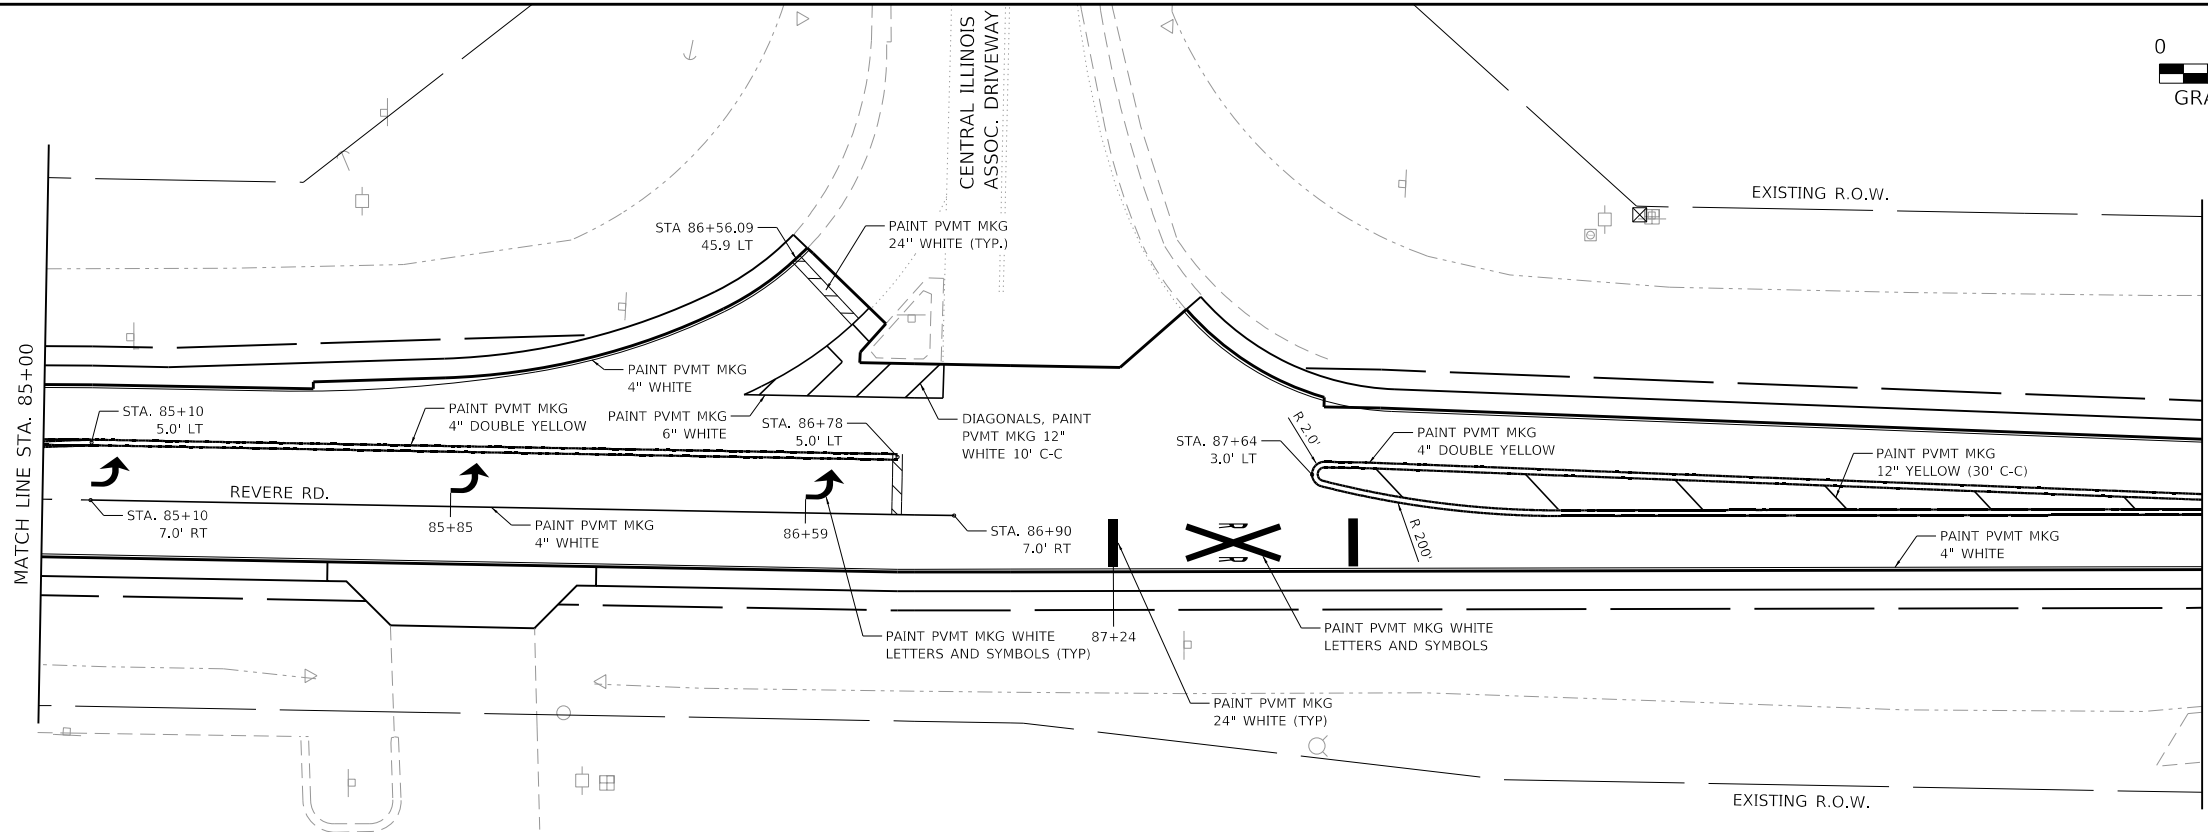 CENTRAL ILLINOIS
ASSOC. DRIVEWAY
0
GRA
EXISTING R.O.W.
STA 86+56.09
45.9 LT
PAINT PVMT MKG
24" WHITE (TYP.)
MATCH LINE STA. 85+00
PAINT PVMT MKG
4" WHITE
STA. 85+10
5.0' LT
PAINT PVMT MKG
4" DOUBLE YELLOW
PAINT PVMT MKG
6" WHITE
STA. 86+78
5.0' LT
DIAGONALS, PAINT
PVMT MKG 12"
WHITE 10' C-C
STA. 87+64
3.0' LT
R 2.0'
PAINT PVMT MKG
4" DOUBLE YELLOW
PAINT PVMT MKG
12" YELLOW (30' C-C)
REVERE RD.
STA. 85+10
7.0' RT
85+85
PAINT PVMT MKG
4" WHITE
86+59
STA. 86+90
7.0' RT
R
R
R 200'
PAINT PVMT MKG
4" WHITE
PAINT PVMT MKG WHITE
LETTERS AND SYMBOLS (TYP)
87+24
PAINT PVMT MKG WHITE
LETTERS AND SYMBOLS
PAINT PVMT MKG
24" WHITE (TYP)
EXISTING R.O.W.